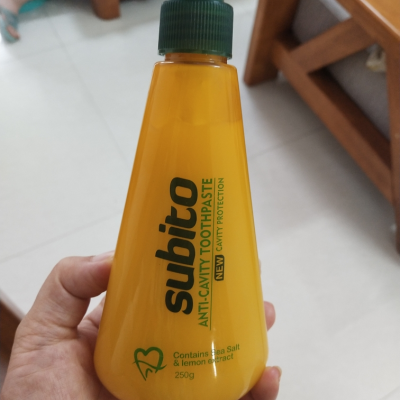 subito
ANTI-CAVITY TOOTHPASTE
NEW CAVITY PROTECTION
Contains Sea Salt
& lemon extract
250g